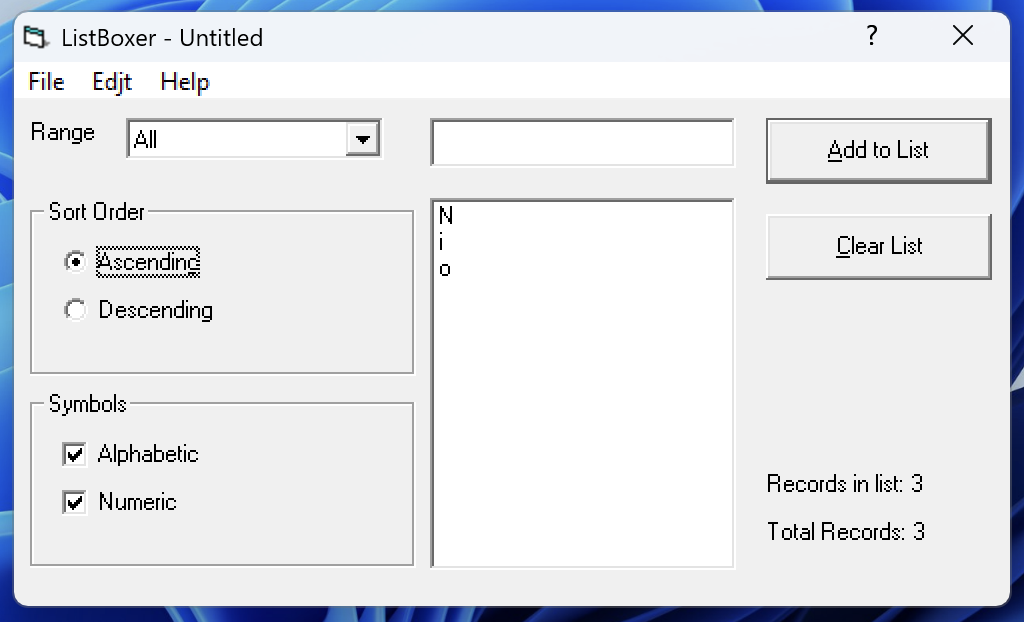 ListBoxer - Untitled
?
File Edjt Help
Range
All
Add to List
Sort Order
Ascending
Descending
N
i
o
Clear List
Symbols
Alphabetic
Numeric
Records in list: 3
Total Records: 3